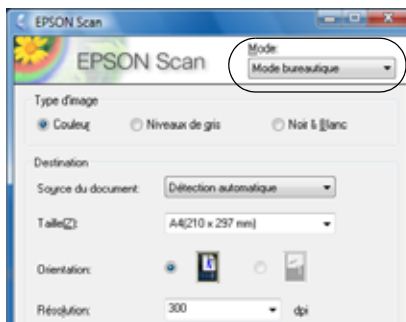 EPSON Scan
EPSON Scan
Mode:
Mode bureautique
Type d'image
Couleur
Niveaux de gris
Noir & Blanc
Destination
Source du document:
Détection automatique
Taille(Z):
A4(210 x 297 mm)
Orientation:
Résolution:
300
dpi